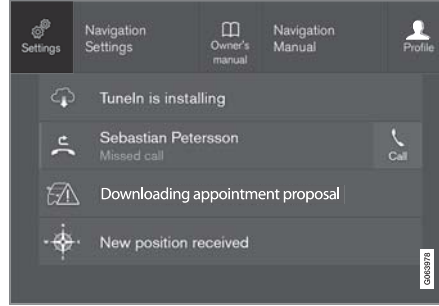 Settings
Navigation
Settings
Owner's
manual
Navigation
Manual
Profile
TuneIn is installing
Sebastian Petersson
Missed call
Call
Downloading appointment proposal
New position received
G063978